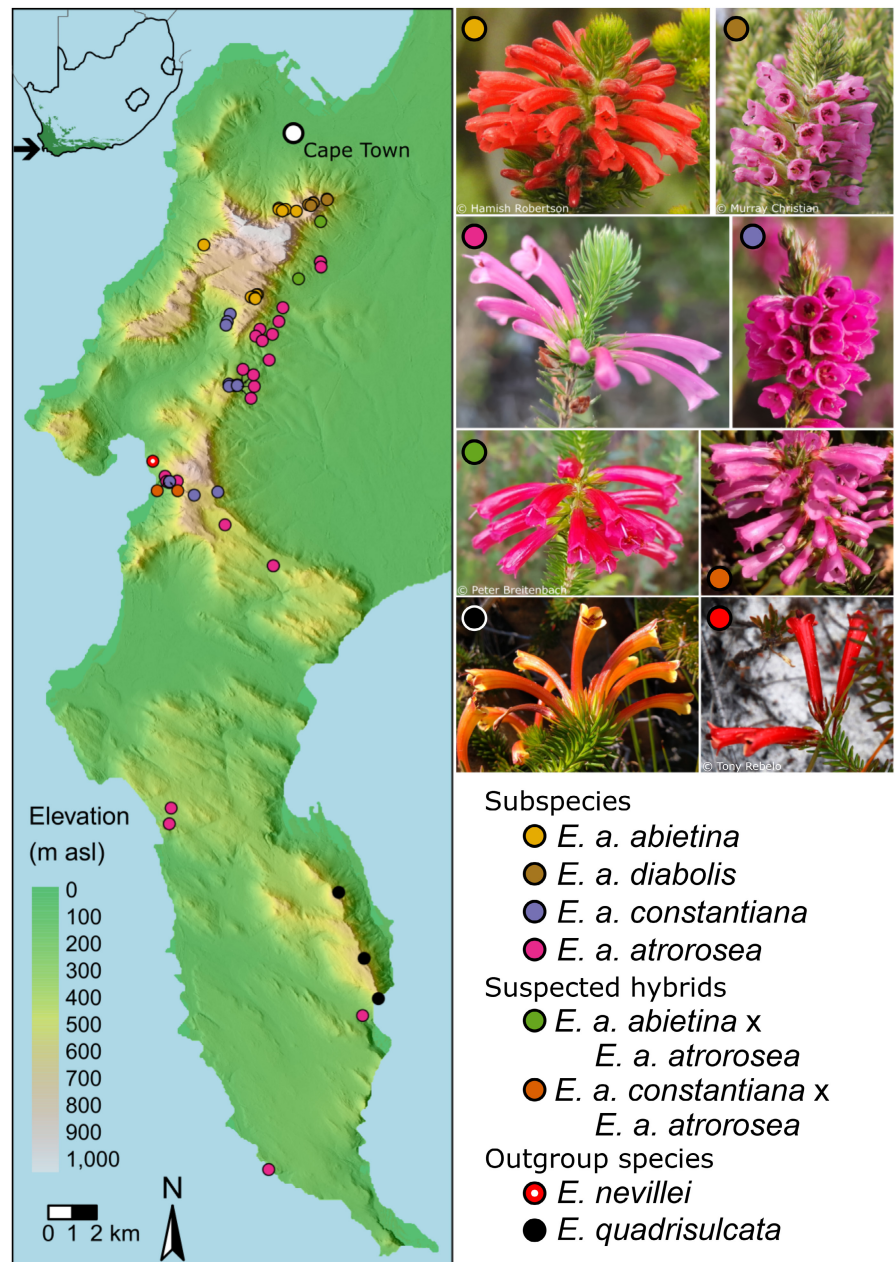 Cape Town
Elevation
(m asl)
0
100
200
300
400
500
600
700
800
900
1,000
N
0 1 2 km
© Hamish Robertson
© Murray Christian
© Peter Breitenbach
© Tony Rebelo
Subspecies
E. a. abietina
E. a. diabolis
E. a. constantiana
E. a. atrorosea
Suspected hybrids
E. a. abietina x
E. a. atrorosea
E. a. constantiana x
E. a. atrorosea
Outgroup species
E. nevillei
E. quadrisulcata